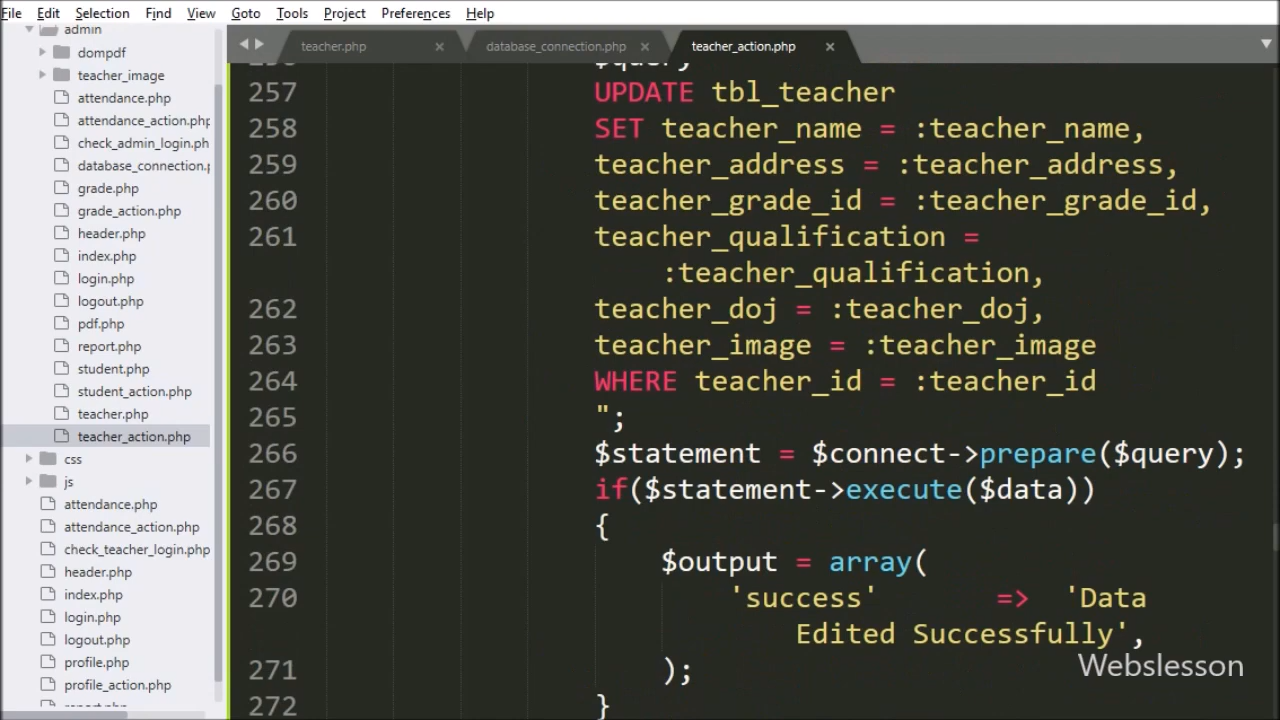 File Edit Selection Find View Goto Tools Project Preferences Help
teacher.php × database_connection.php × teacher_action.php ×
admin
dompdf
teacher_image
attendance.php
attendance_action.php
check_admin_login.ph
database_connection.p
grade.php
grade_action.php
header.php
index.php
login.php
logout.php
pdf.php
report.php
student.php
student_action.php
teacher.php
teacher_action.php
css
js
attendance.php
attendance_action.php
check_teacher_login.php
header.php
index.php
login.php
logout.php
profile.php
profile_action.php
report.php
256 $query
257 UPDATE tbl_teacher
258 SET teacher_name = :teacher_name,
259 teacher_address = :teacher_address,
260 teacher_grade_id = :teacher_grade_id,
261 teacher_qualification =
:teacher_qualification,
262 teacher_doj = :teacher_doj,
263 teacher_image = :teacher_image
264 WHERE teacher_id = :teacher_id
265 ";
266 $statement = $connect->prepare($query);
267 if($statement->execute($data))
268 {
269 $output = array(
270 'success' => 'Data
Edited Successfully',
271 );
272 }
Webslesson